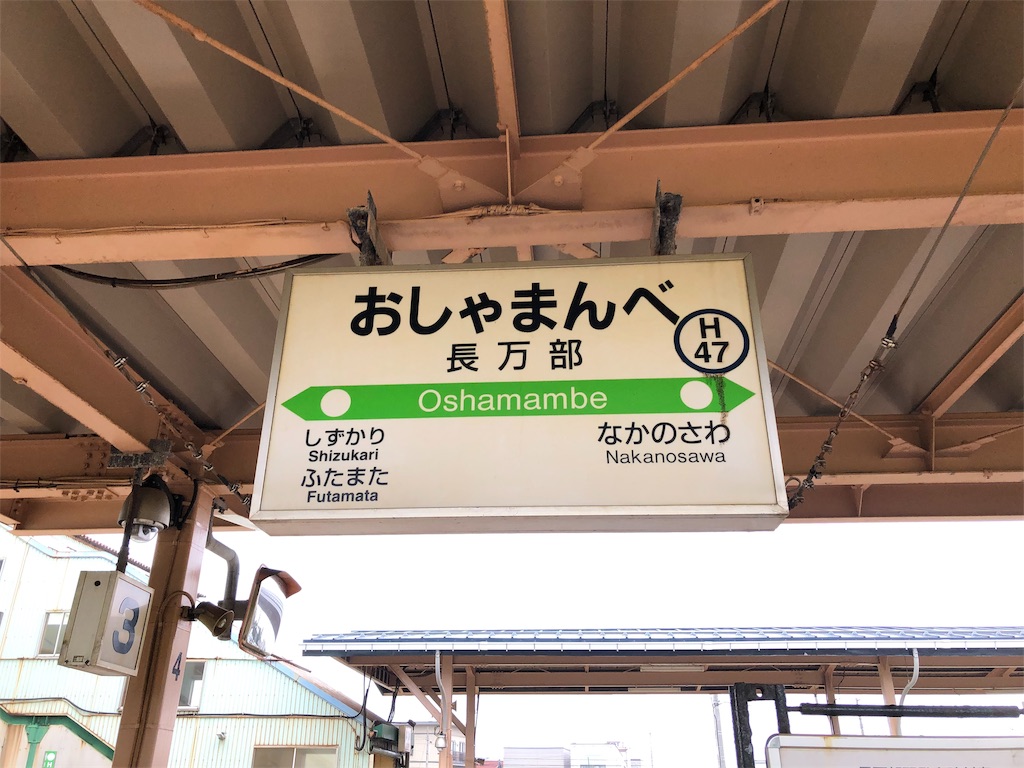 おしゃまんべ
H
47
長万部
Oshamambe
しずかり
Shizukari
ふたまた
Futamata
なかのさわ
Nakanosawa
3
4